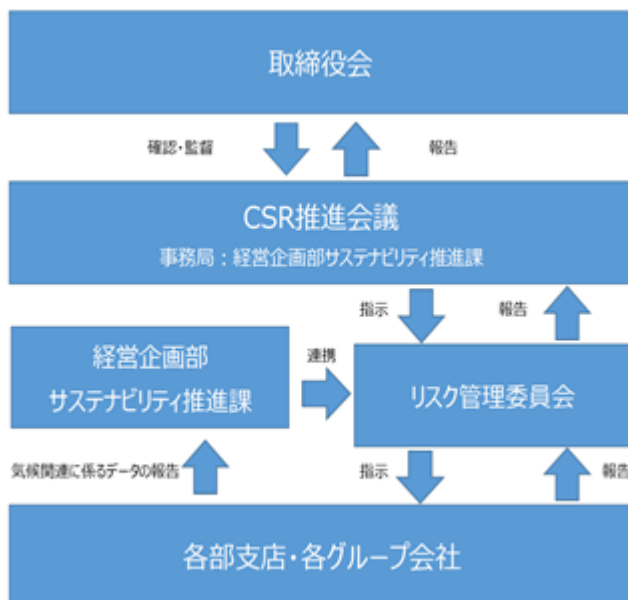 取締役会
確認・監督
報告
CSR推進会議
事務局：経営企画部サステナビリティ推進課
指示
報告
経営企画部
サステナビリティ推進課
連携
リスク管理委員会
気候関連に係るデータの報告
指示
報告
各部支店・各グループ会社